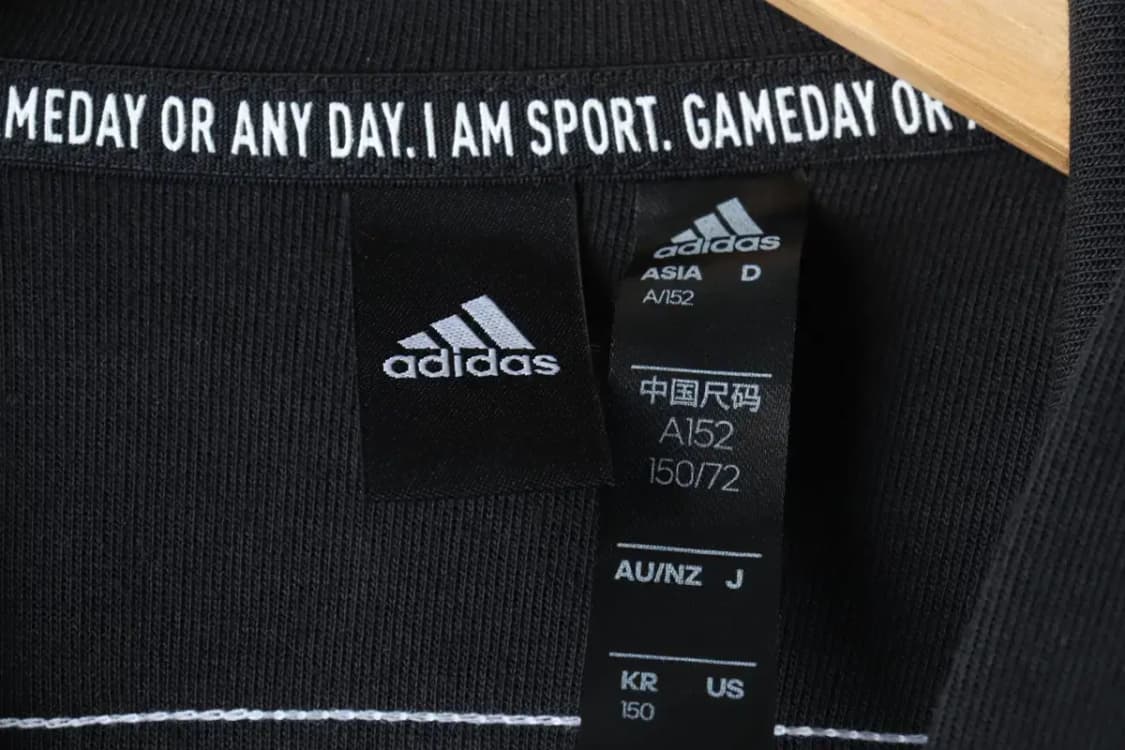 MEDAY OR ANY DAY. I AM SPORT. GAMEDAY OR
adidas
adidas
ASIA D
A/152
中国尺码
A152
150/72
AU/NZ J
KR US
150